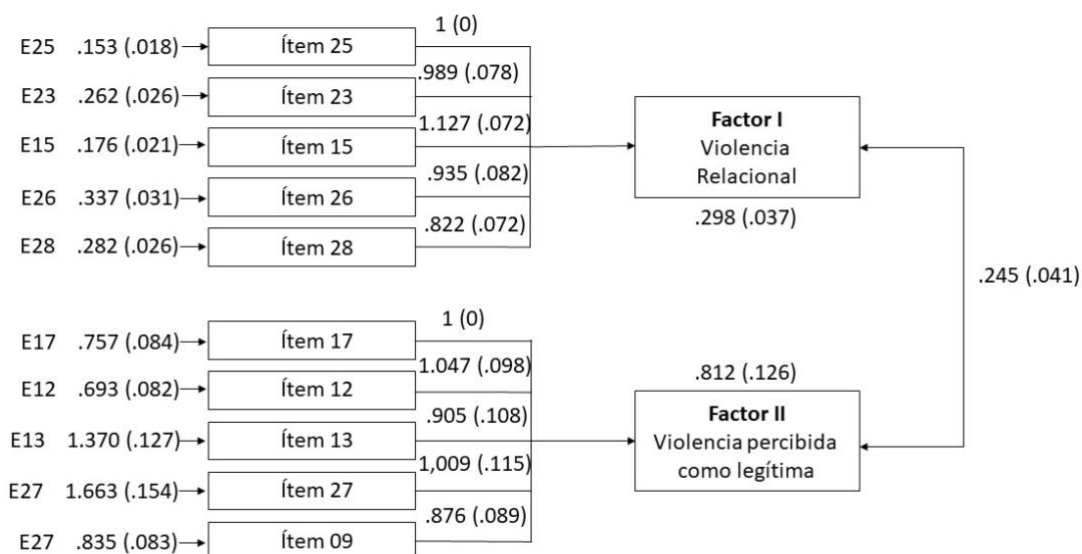 1 (0)
E25 .153 (.018) Ítem 25
.989 (.078)
E23 .262 (.026) Ítem 23
1.127 (.072)
E15 .176 (.021) Ítem 15
.935 (.082)
E26 .337 (.031) Ítem 26
.822 (.072)
E28 .282 (.026) Ítem 28
Factor I
Violencia
Relacional
.298 (.037)
.245 (.041)
1 (0)
E17 .757 (.084) Ítem 17
1.047 (.098)
E12 .693 (.082) Ítem 12
.905 (.108)
E13 1.370 (.127) Ítem 13
1,009 (.115)
E27 1.663 (.154) Ítem 27
.876 (.089)
E27 .835 (.083) Ítem 09
.812 (.126)
Factor II
Violencia percibida
como legítima